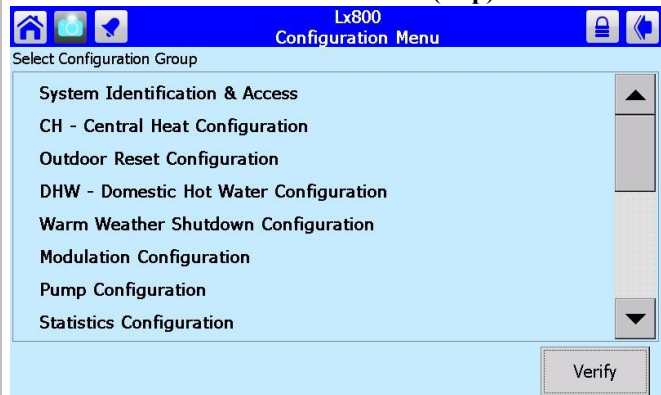 Lx800
Configuration Menu
Select Configuration Group
System Identification & Access
CH - Central Heat Configuration
Outdoor Reset Configuration
DHW - Domestic Hot Water Configuration
Warm Weather Shutdown Configuration
Modulation Configuration
Pump Configuration
Statistics Configuration
Verify